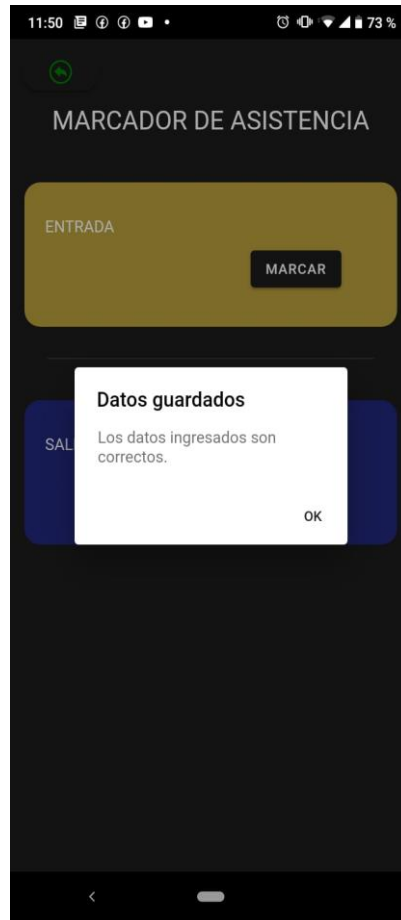 11:50 73 %
MARCADOR DE ASISTENCIA
ENTRADA
MARCAR
Datos guardados
SAL
Los datos ingresados son
correctos.
OK